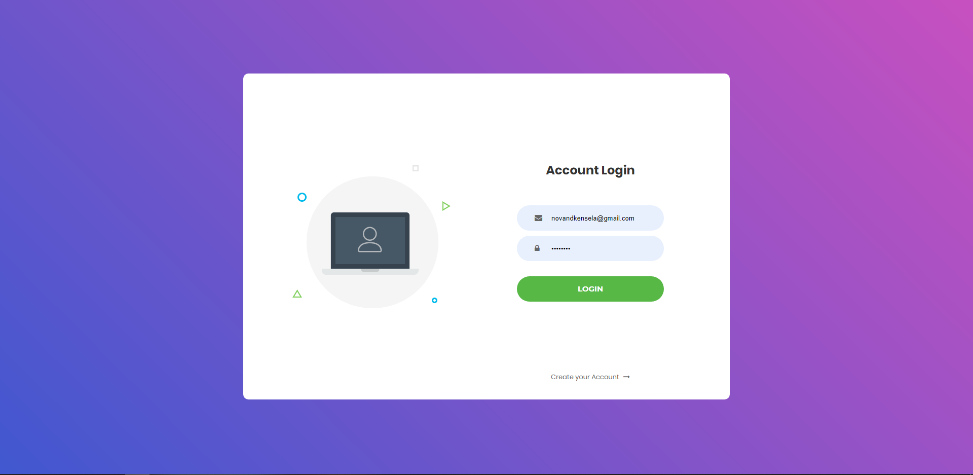 Account Login
novandkensela@gmail.com
••••••••
LOGIN
Create your Account →